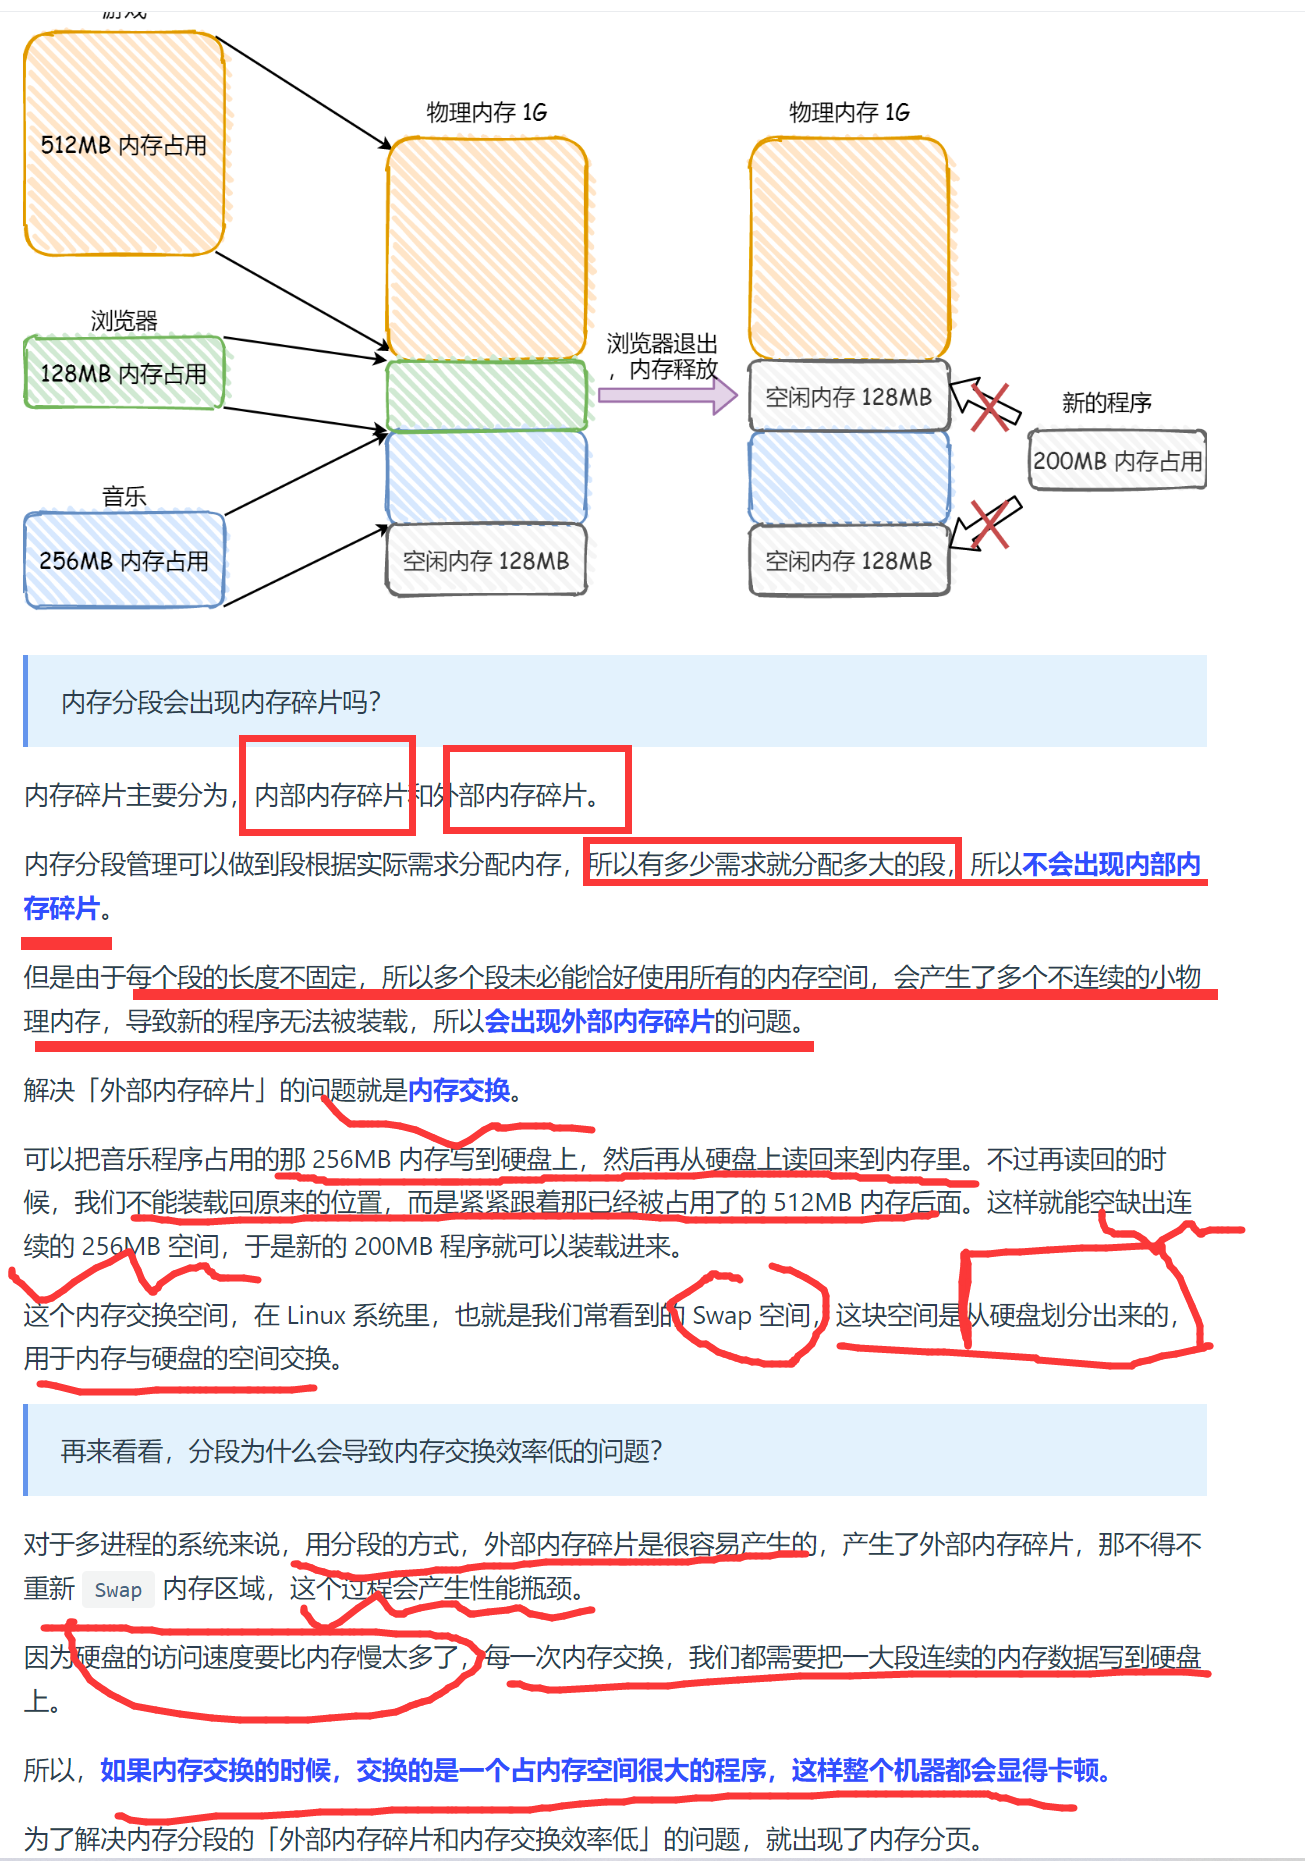 游戏
物理内存 1G
物理内存 1G
512MB 内存占用
浏览器
浏览器退出
，内存释放
128MB 内存占用
空闲内存 128MB
新的程序
200MB 内存占用
音乐
256MB 内存占用
空闲内存 128MB
空闲内存 128MB
内存分段会出现内存碎片吗？
内存碎片主要分为，内部内存碎片和外部内存碎片。
内存分段管理可以做到段根据实际需求分配内存，所以有多少需求就分配多大的段，所以不会出现内部内
存碎片。
但是由于每个段的长度不固定，所以多个段未必能恰好使用所有的内存空间，会产生了多个不连续的小物
理内存，导致新的程序无法被装载，所以会出现外部内存碎片的问题。
解决「外部内存碎片」的问题就是内存交换。
可以把音乐程序占用的那 256MB 内存写到硬盘上，然后再从硬盘上读回来到内存里。不过再读回的时
候，我们不能装载回原来的位置，而是紧紧跟着那已经被占用了的 512MB 内存后面。这样就能空缺出连
续的 256MB 空间，于是新的 200MB 程序就可以装载进来。
这个内存交换空间，在 Linux 系统里，也就是我们常看到的 Swap 空间，这块空间是从硬盘划分出来的，
用于内存与硬盘的空间交换。
再来看看，分段为什么会导致内存交换效率低的问题？
对于多进程的系统来说，用分段的方式，外部内存碎片是很容易产生的，产生了外部内存碎片，那不得不
重新 Swap 内存区域，这个过程会产生性能瓶颈。
因为硬盘的访问速度要比内存慢太多了，每一次内存交换，我们都需要把一大段连续的内存数据写到硬盘
上。
所以，如果内存交换的时候，交换的是一个占内存空间很大的程序，这样整个机器都会显得卡顿。
为了解决内存分段的「外部内存碎片和内存交换效率低」的问题，就出现了内存分页。